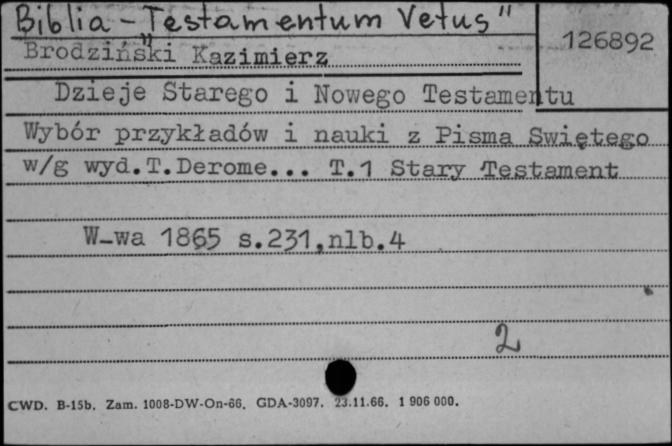 Biblia - "Testamentum Vetus"
126892
Brodziński Kazimierz
Dzieje Starego i Nowego Testamentu
Wybór przykładów i nauki z Pisma Swiętego
w/g wyd.T.Derome... T.1 Stary Testament
W-wa 1865 s.231,nlb.4
2
CWD. B-15b. Zam. 1008-DW-On-66. GDA-3097. 23.11.66. 1 906 000.